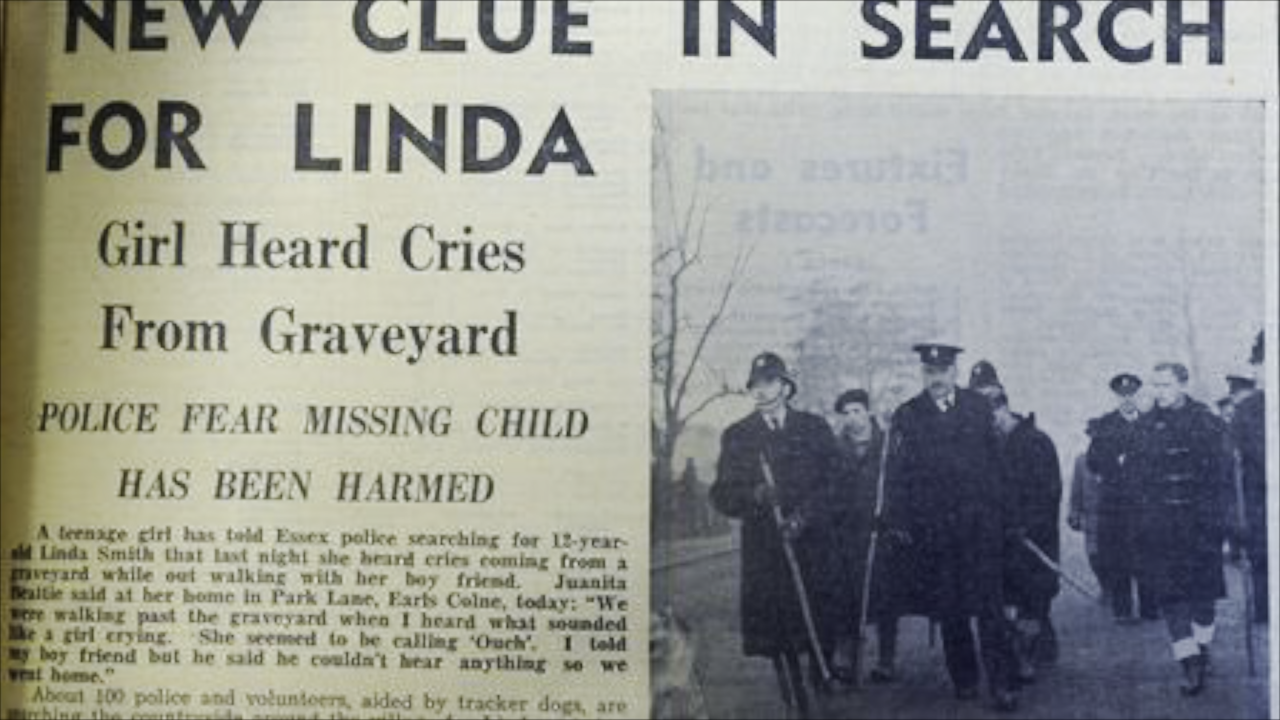 NEW CLUE IN SEARCH
FOR LINDA
Girl Heard Cries
From Graveyard
POLICE FEAR MISSING CHILD
HAS BEEN HARMED
A teenage girl has told Essex police searching for 12-year-
old Linda Smith that last night she heard cries coming from a
graveyard while out walking with her boy friend. Juanita
Beattie said at her home in Park Lane, Earls Colne, today: "We
were walking past the graveyard when I heard what sounded
like a girl crying. She seemed to be calling 'Ouch'. I told
my boy friend but he said he couldn't hear anything so we
went home."
About 100 police and volunteers, aided by tracker dogs, are
the countryside around the
Fixtures and
Forecasts